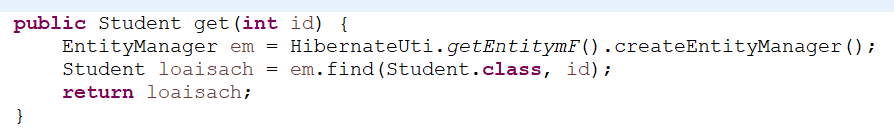 public Student get(int id) {
    EntityManager em = HibernateUti.getEntitymF().createEntityManager();
    Student loaisach = em.find(Student.class, id);
    return loaisach;
}